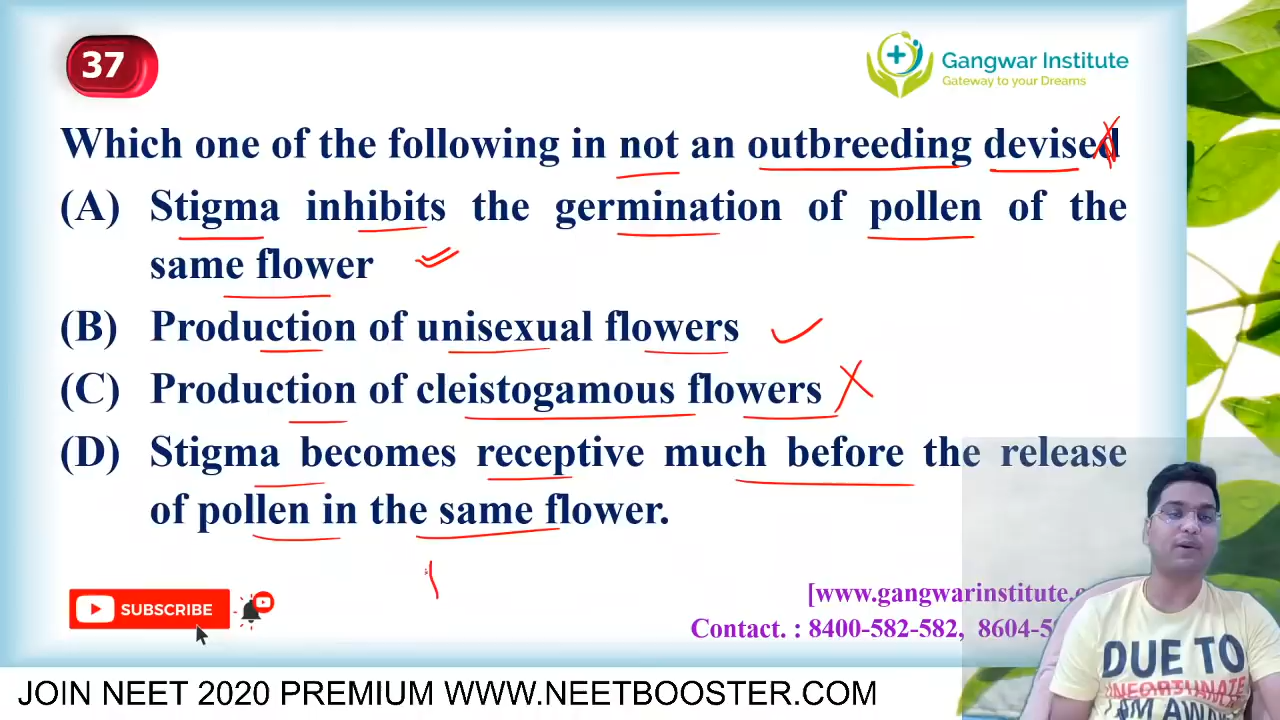 37
Gangwar Institute
Gateway to your Dreams
Which one of the following in not an outbreeding devised
(A) Stigma inhibits the germination of pollen of the
same flower
(B) Production of unisexual flowers
(C) Production of cleistogamous flowers
(D) Stigma becomes receptive much before the release
of pollen in the same flower.
SUBSCRIBE
[www.gangwarinstitute.c
Contact. : 8400-582-582, 8604-5
DUE TO
UNFORTUNATE
I AM AWA
JOIN NEET 2020 PREMIUM WWW.NEETBOOSTER.COM